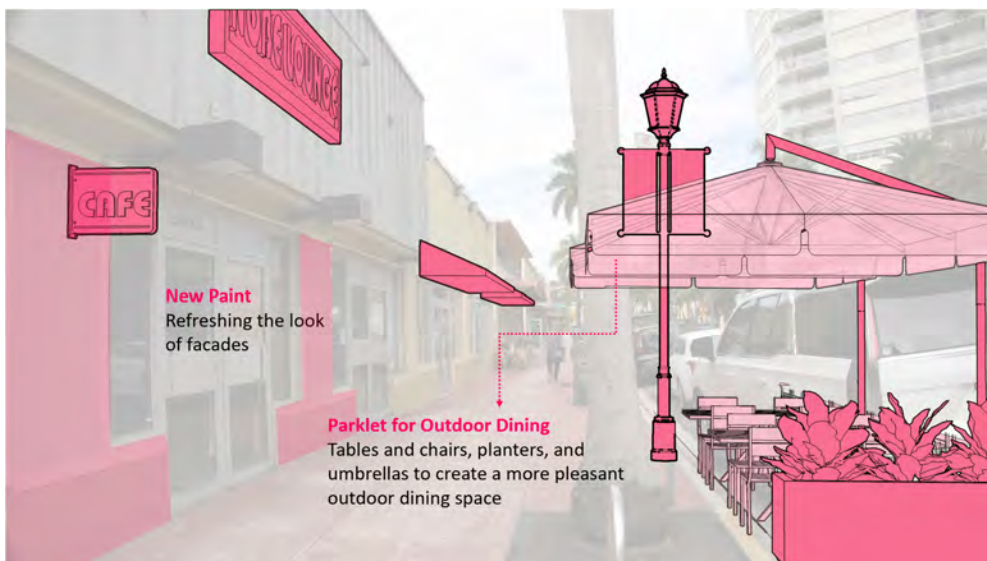 CAFE
New Paint
Refreshing the look
of facades
Parklet for Outdoor Dining
Tables and chairs, planters, and
umbrellas to create a more pleasant
outdoor dining space